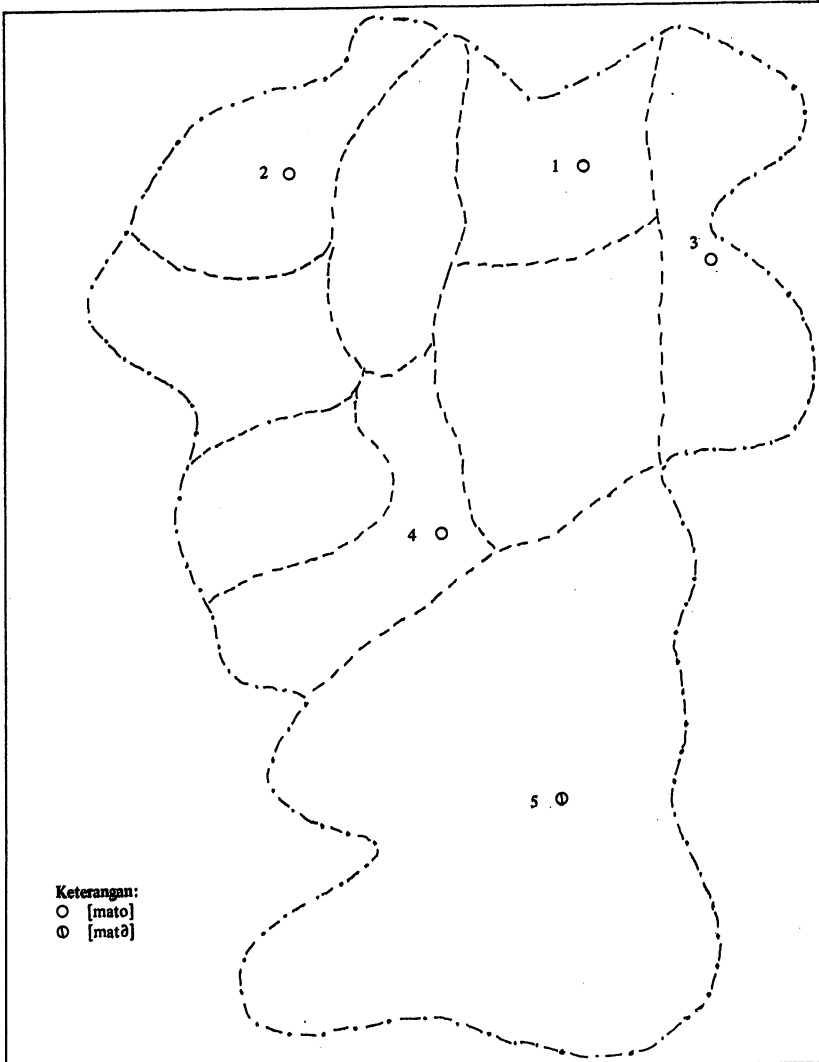 2 ○
1 ○
3
○
4 ○
5 ⦶
Keterangan:
○ [mato]
⦶ [matə]